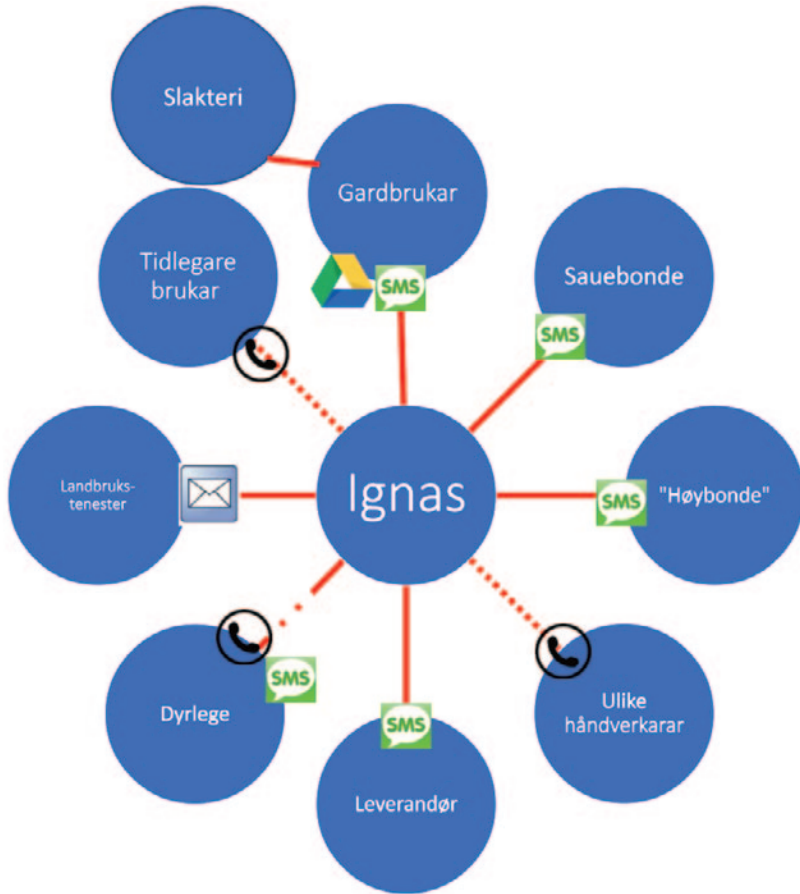 Slakteri
Gardbrukar
Tidlegare
brukar
SMS
Sauebonde
SMS
Landbruks-
tenester
Ignas
SMS
"Høybonde"
Dyrlege
SMS
SMS
Leverandør
Ulike
håndverkarar